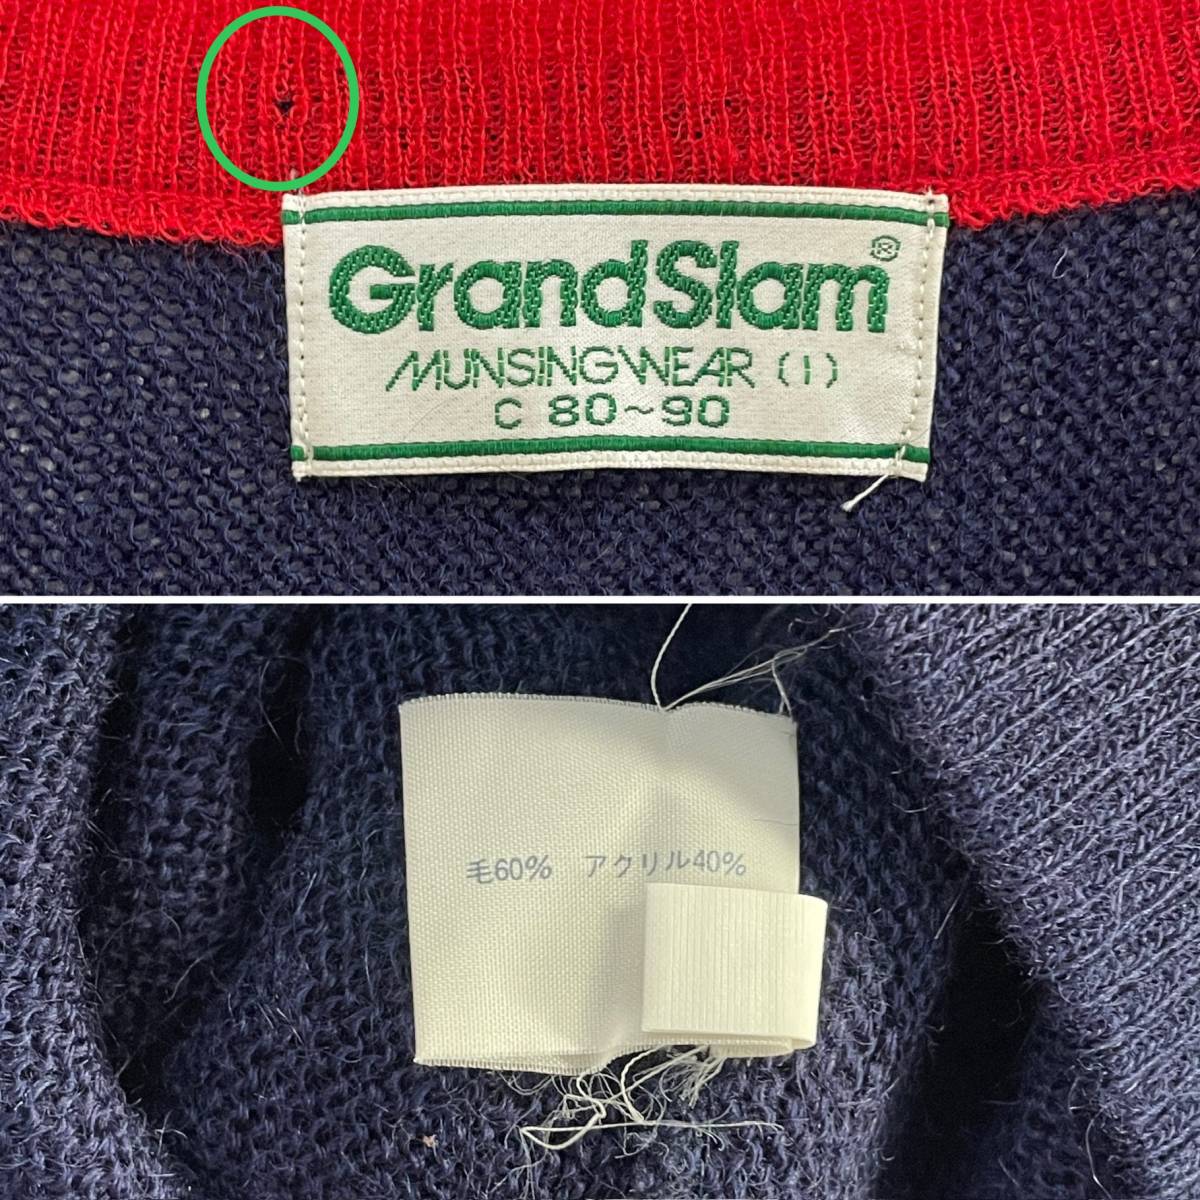 GrandSlam®
MUNSINGWEAR (1)
C 80~90
毛60% アクリル40%